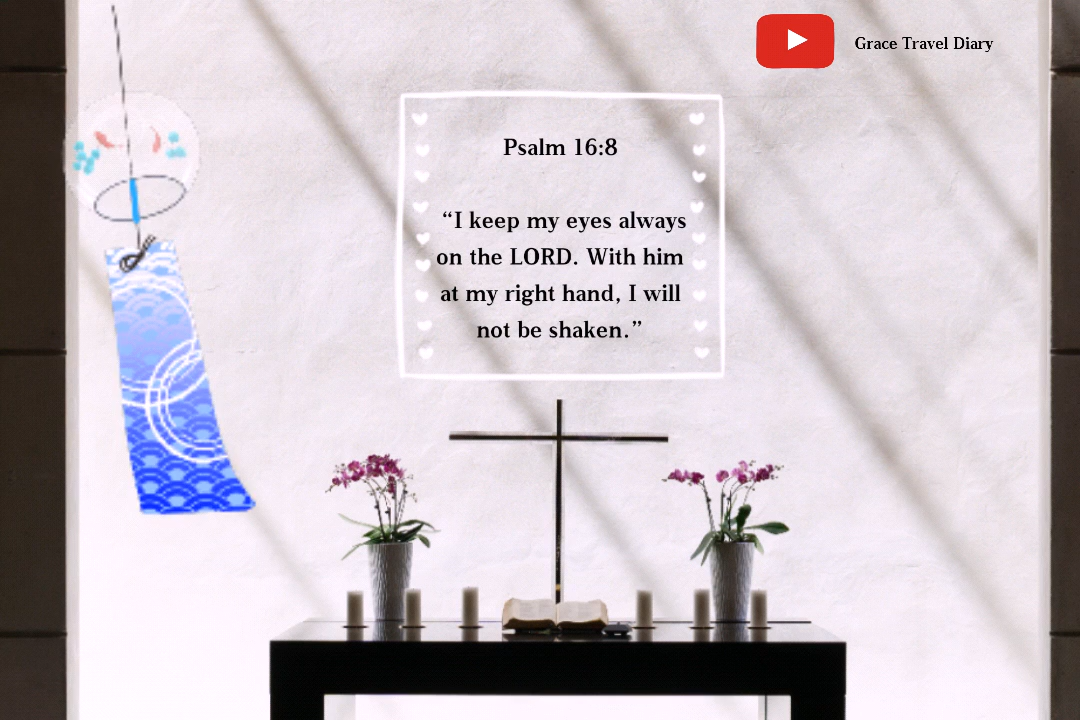 Grace Travel Diary
Psalm 16:8
“I keep my eyes always
on the LORD. With him
at my right hand, I will
not be shaken.”